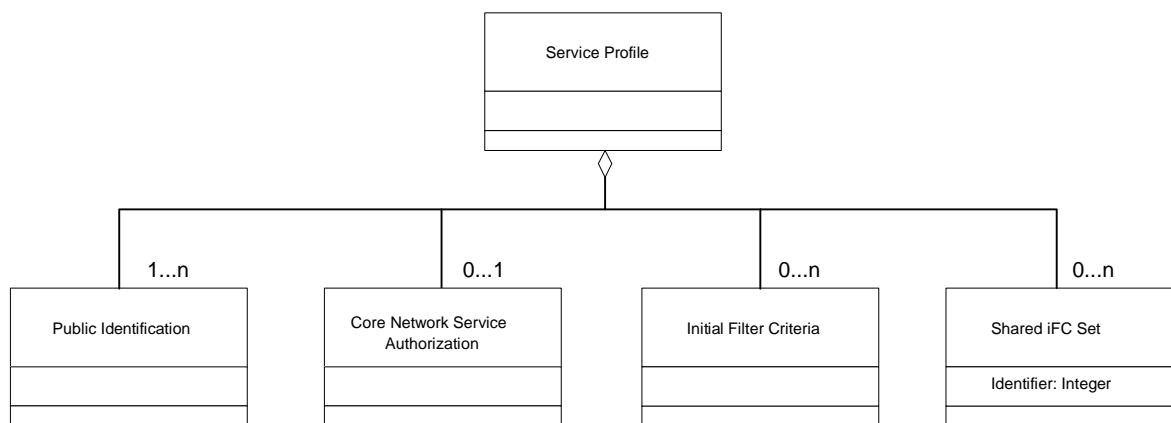 Service Profile
1...n
0...1
0...n
0...n
Public Identification
Core Network Service
Authorization
Initial Filter Criteria
Shared iFC Set
Identifier: Integer